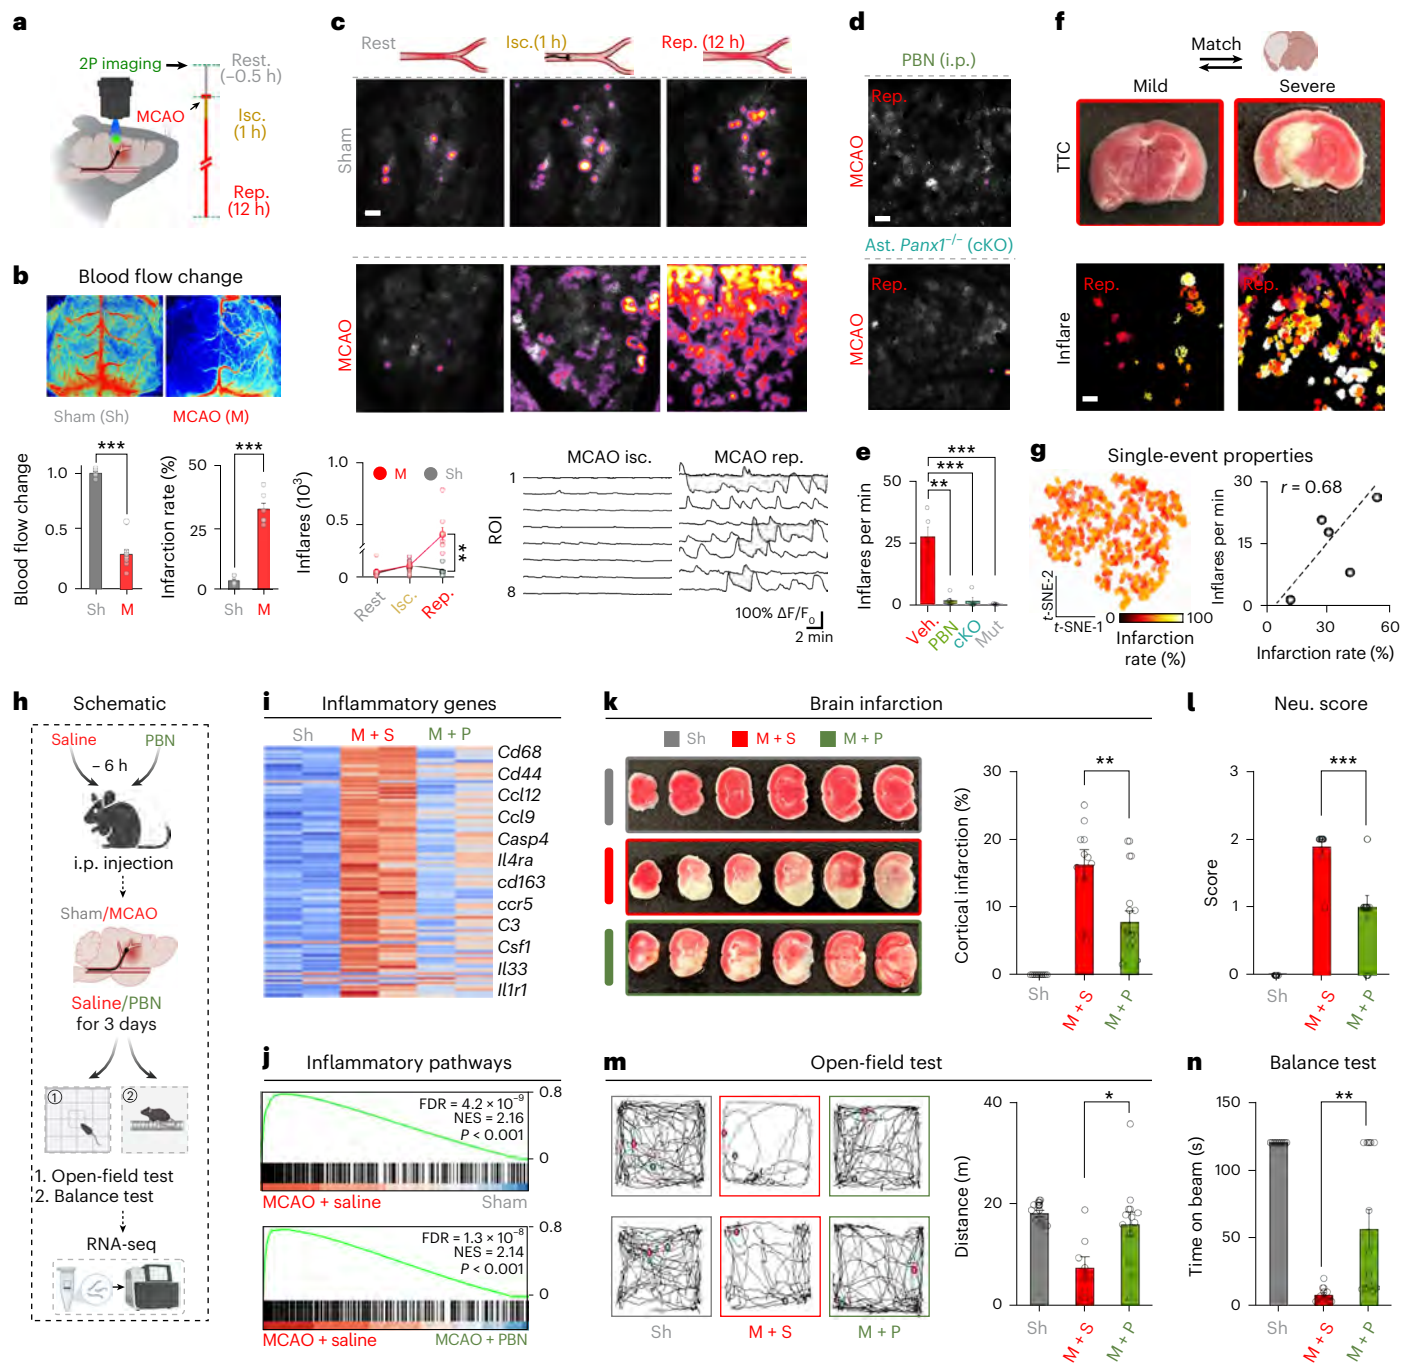 a
2P imaging
Rest.
(–0.5 h)
MCAO
Isc.
(1 h)
Rep.
(12 h)
b
Blood flow change
Sham (Sh)
MCAO (M)
Blood flow change
1.0
0.5
0
***
Sh
M
Infarction rate (%)
50
25
0
***
Sh
M
c
Rest
Isc.(1 h)
Rep. (12 h)
Sham
MCAO
Inflares (10³)
1.0
0.5
0
M
Sh
**
Rest
Isc.
Rep.
MCAO isc.
MCAO rep.
ROI
1
8
100% ΔF/F₀
2 min
d
PBN (i.p.)
Rep.
MCAO
Ast. Panx1⁻/⁻ (cKO)
Rep.
MCAO
e
Inflares per min
50
25
0
***
***
**
Veh.
PBN
cKO
Mut
f
Match
Mild
Severe
TTC
Inflare
Rep.
Rep.
g
Single-event properties
t-SNE-2
t-SNE-1
0
100
Infarction
rate (%)
Inflares per min
30
15
0
r = 0.68
0
30
60
Infarction rate (%)
h
Schematic
Saline
PBN
– 6 h
i.p. injection
Sham/MCAO
Saline/PBN
for 3 days
1
2
1. Open-field test
2. Balance test
RNA-seq
i
Inflammatory genes
Sh
M + S
M + P
Cd68
Cd44
Ccl12
Ccl9
Casp4
Il4ra
cd163
ccr5
C3
Csf1
Il33
Il1r1
j
Inflammatory pathways
0.8
FDR = 4.2 × 10⁻⁹
NES = 2.16
P < 0.001
0
MCAO + saline
Sham
0.8
FDR = 1.3 × 10⁻⁸
NES = 2.14
P < 0.001
0
MCAO + saline
MCAO + PBN
k
Brain infarction
Sh
M + S
M + P
Cortical infarction (%)
30
20
10
0
**
Sh
M + S
M + P
l
Neu. score
Score
3
2
1
0
***
Sh
M + S
M + P
m
Open-field test
Sh
M + S
M + P
Distance (m)
40
20
0
*
Sh
M + S
M + P
n
Balance test
Time on beam (s)
150
100
50
0
**
Sh
M + S
M + P